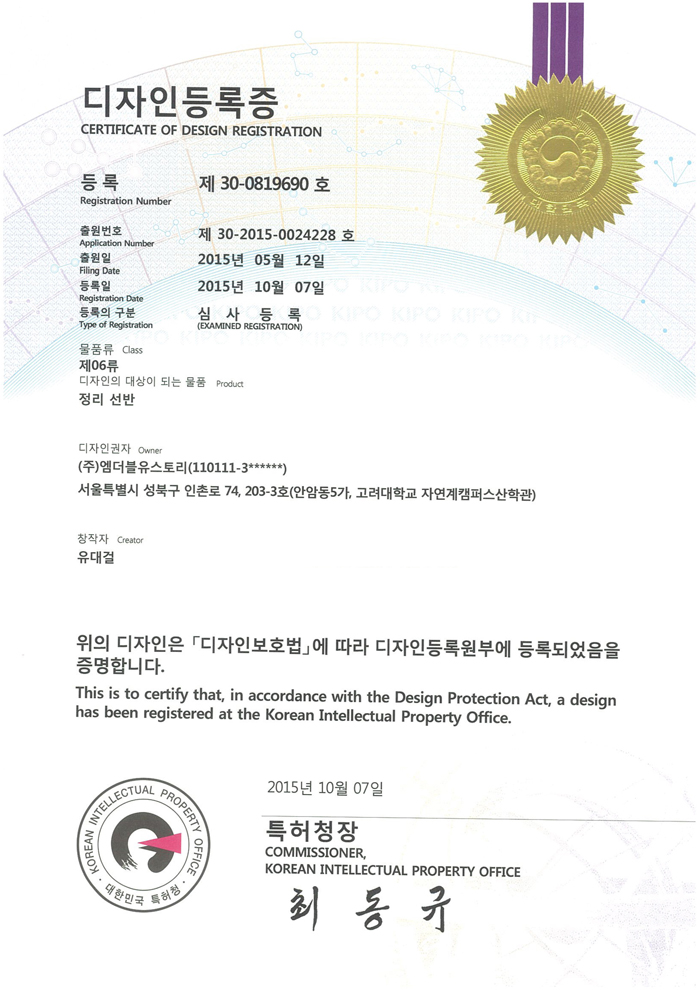 디자인등록증
CERTIFICATE OF DESIGN REGISTRATION
등록 제 30-0819690 호
Registration Number
출원번호 제 30-2015-0024228 호
Application Number
출원일 2015년 05월 12일
Filing Date
등록일 2015년 10월 07일
Registration Date
등록의 구분 심 사 등 록
Type of Registration (EXAMINED REGISTRATION)
물품류 Class
제06류
디자인의 대상이 되는 물품 Product
정리 선반
디자인권자 Owner
(주)엠더블유스토리(110111-3******)
서울특별시 성북구 인촌로 74, 203-3호(안암동5가, 고려대학교 자연계캠퍼스산학관)
창작자 Creator
유대걸
위의 디자인은 「디자인보호법」에 따라 디자인등록원부에 등록되었음을
증명합니다.
This is to certify that, in accordance with the Design Protection Act, a design
has been registered at the Korean Intellectual Property Office.
2015년 10월 07일
특허청장
COMMISSIONER,
KOREAN INTELLECTUAL PROPERTY OFFICE
최동규
KOREAN INTELLECTUAL PROPERTY OFFICE
대한민국 특허청
KIPO KIPO KIPO KIPO